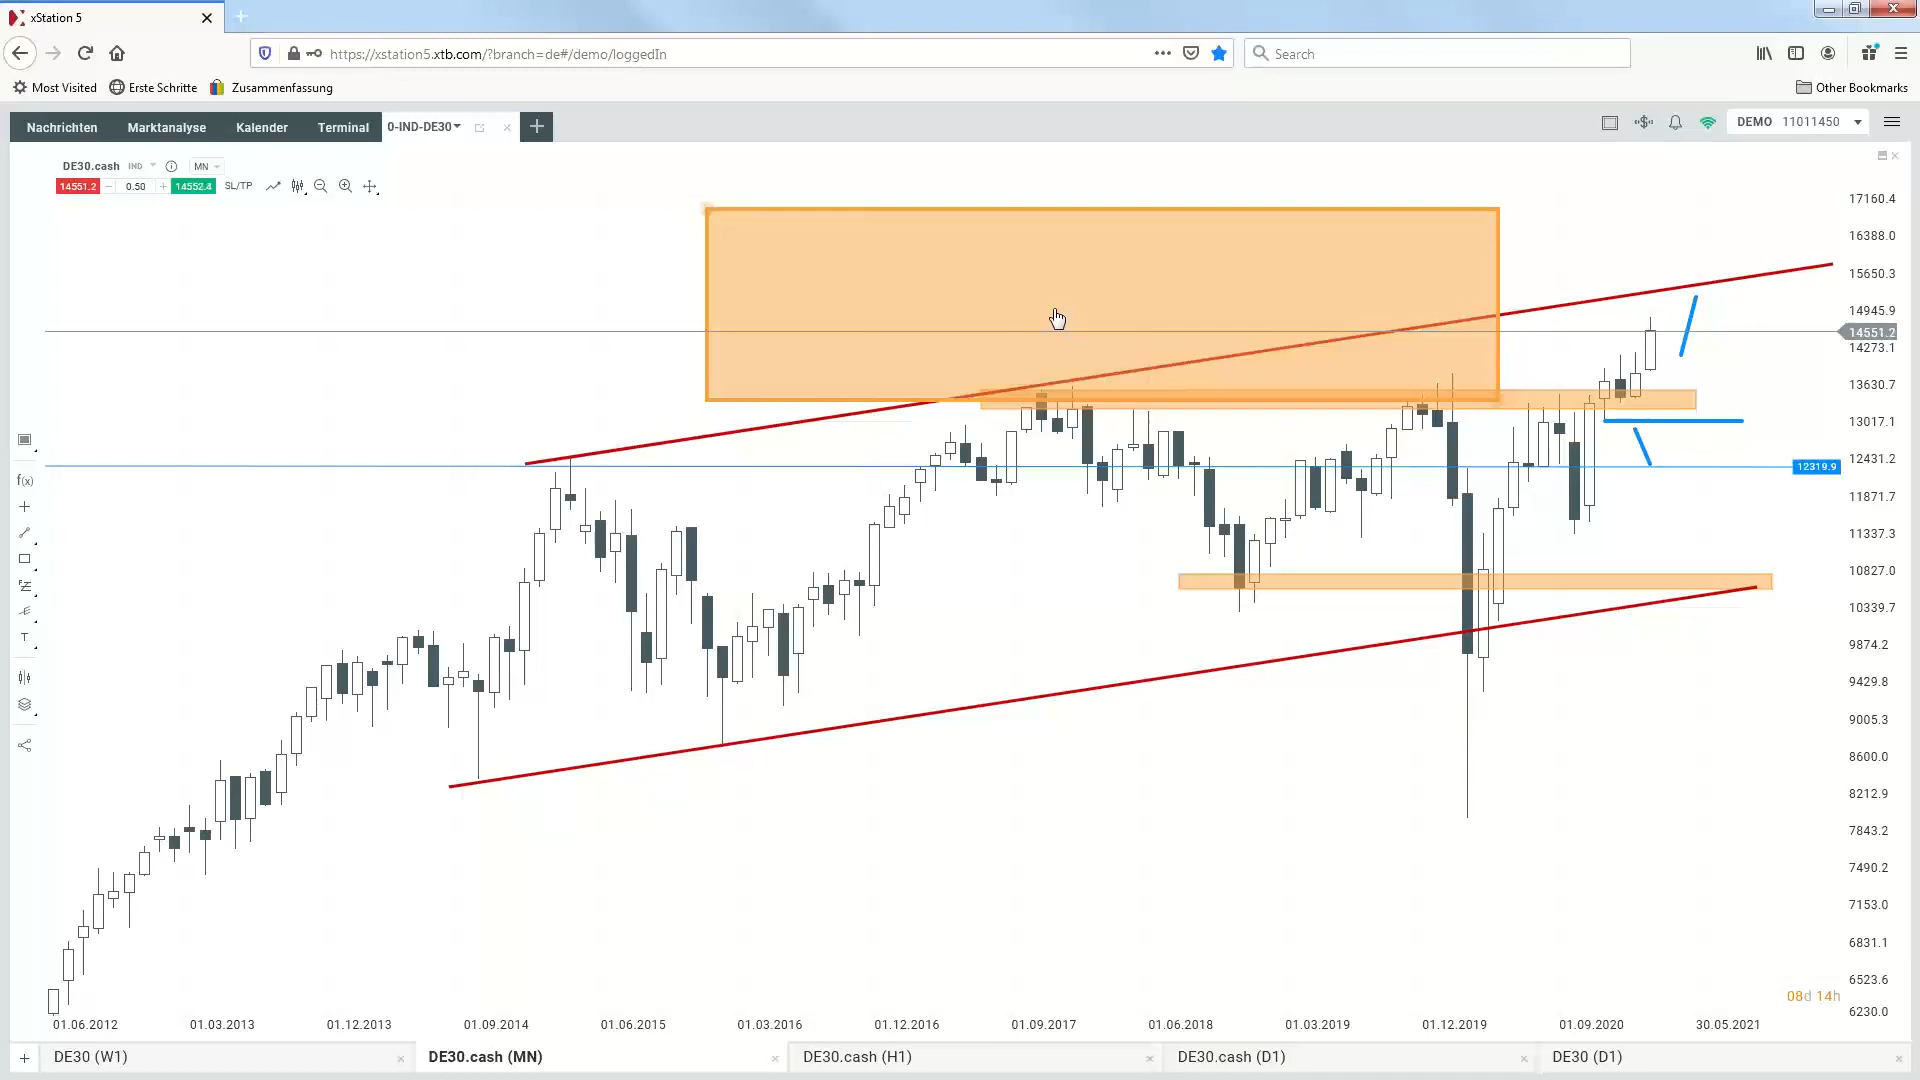 xStation 5
https://xstation5.xtb.com/?branch=de#/demo/loggedIn
Search
Most Visited Erste Schritte Zusammenfassung Other Bookmarks
Nachrichten Marktanalyse Kalender Terminal 0-IND-DE30 DEMO 11011450
DE30.cash IND MN
14551.2 0.50 14552.4 SL/TP
17160.4
16388.0
15650.3
14945.9
14551.2
14273.1
13630.7
13017.1
12431.2
12319.9
11871.7
11337.3
10827.0
10339.7
9874.2
9429.8
9005.3
8600.0
8212.9
7843.2
7490.2
7153.0
6831.1
6523.6
6230.0
f(x)
T
08d 14h
01.06.2012 01.03.2013 01.12.2013 01.09.2014 01.06.2015 01.03.2016 01.12.2016 01.09.2017 01.06.2018 01.03.2019 01.12.2019 01.09.2020 30.05.2021
DE30 (W1) DE30.cash (MN) DE30.cash (H1) DE30.cash (D1) DE30 (D1)